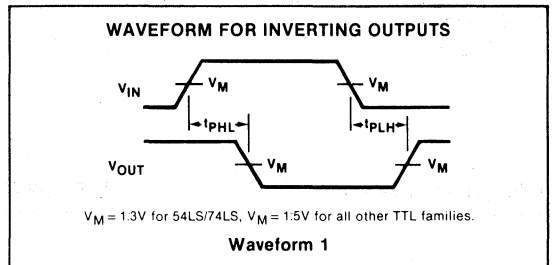 WAVEFORM FOR INVERTING OUTPUTS
VIN
VM
VM
tPHL
tPLH
VOUT
VM
VM
VM = 1.3V for 54LS/74LS, VM = 1.5V for all other TTL families.
Waveform 1